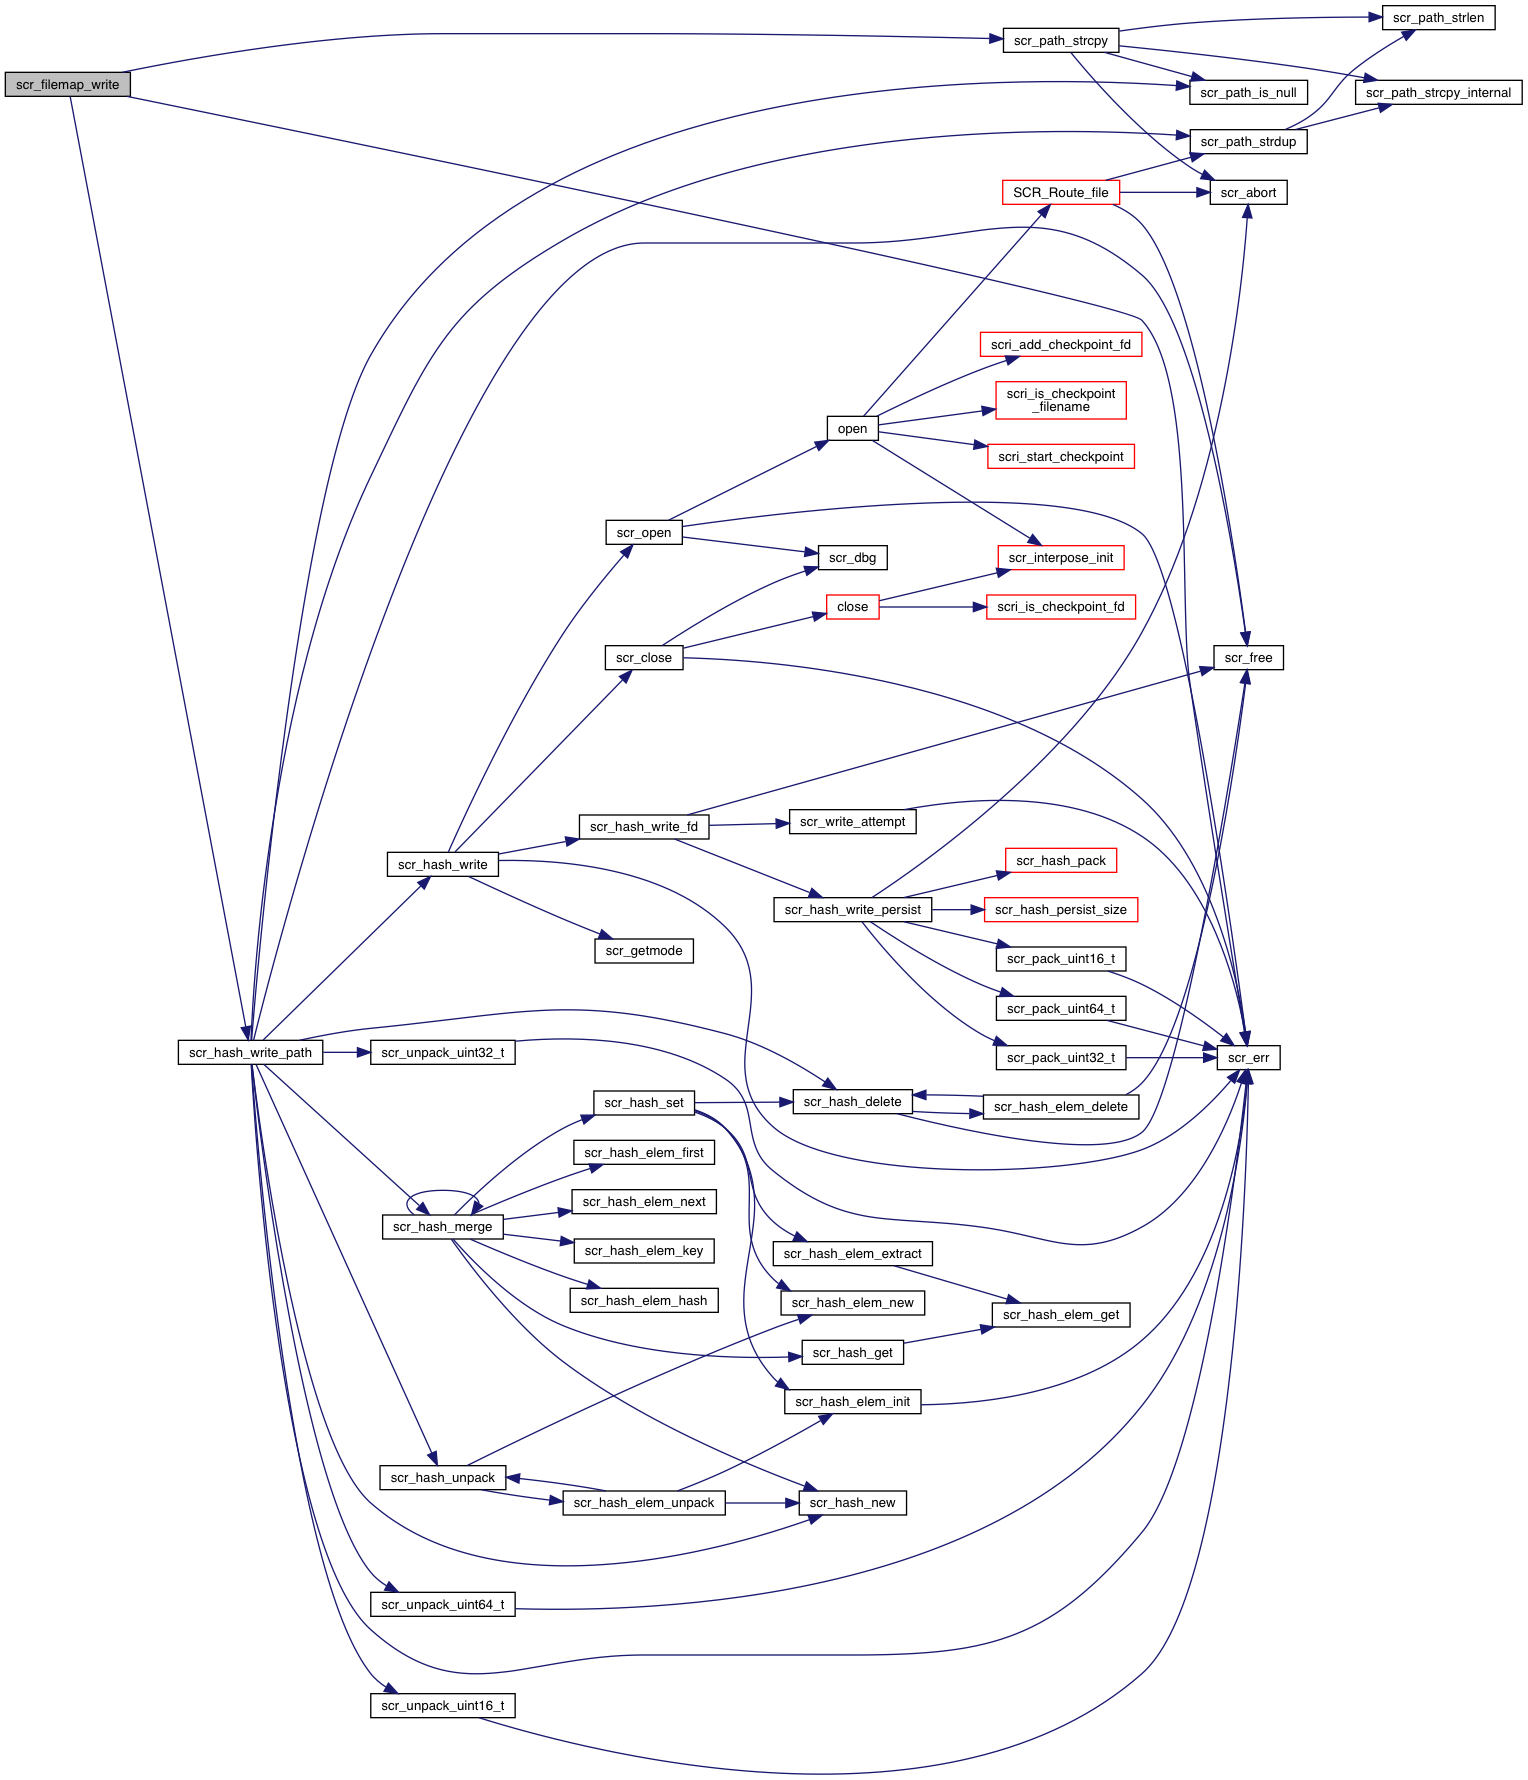 scr_path_strlen
scr_path_strcpy
scr_filemap_write
scr_path_is_null
scr_path_strcpy_internal
scr_path_strdup
SCR_Route_file
scr_abort
scri_add_checkpoint_fd
scri_is_checkpoint
_filename
open
scri_start_checkpoint
scr_open
scr_dbg
scr_interpose_init
close
scri_is_checkpoint_fd
scr_close
scr_free
scr_hash_write_fd
scr_write_attempt
scr_hash_write
scr_hash_pack
scr_hash_write_persist
scr_hash_persist_size
scr_getmode
scr_pack_uint16_t
scr_pack_uint64_t
scr_hash_write_path
scr_unpack_uint32_t
scr_pack_uint32_t
scr_err
scr_hash_set
scr_hash_delete
scr_hash_elem_delete
scr_hash_elem_first
scr_hash_elem_next
scr_hash_merge
scr_hash_elem_key
scr_hash_elem_extract
scr_hash_elem_hash
scr_hash_elem_new
scr_hash_elem_get
scr_hash_get
scr_hash_elem_init
scr_hash_unpack
scr_hash_elem_unpack
scr_hash_new
scr_unpack_uint64_t
scr_unpack_uint16_t